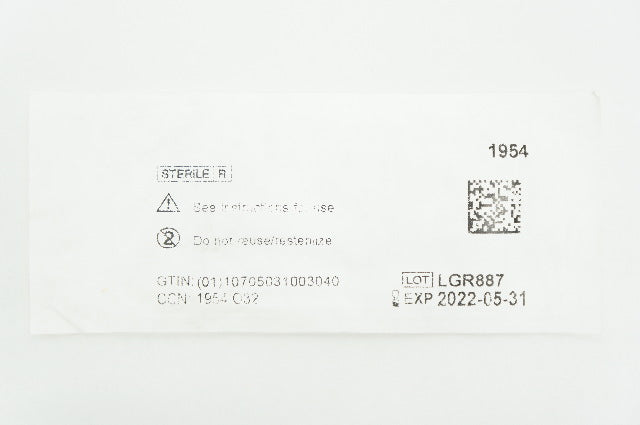 1954
STERILE R
See instructions for use
Do not reuse/resterilize
GTIN: (01)10705031003040
CCN: 1954 032
LOT LGR887
EXP 2022-05-31